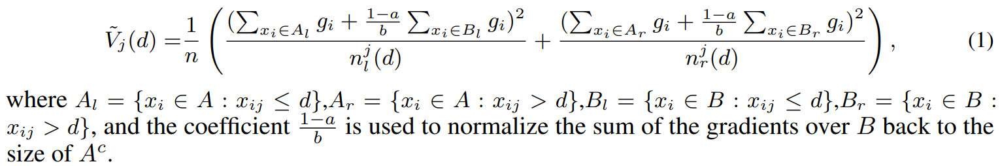 $\tilde{V}_j(d) = \frac{1}{n} \left( \frac{(\sum_{x_i \in A_l} g_i + \frac{1-a}{b} \sum_{x_i \in B_l} g_i)^2}{n_l^j(d)} + \frac{(\sum_{x_i \in A_r} g_i + \frac{1-a}{b} \sum_{x_i \in B_r} g_i)^2}{n_r^j(d)} \right), \quad (1)$
where $A_l = \{x_i \in A : x_{ij} \leq d\}$,$A_r = \{x_i \in A : x_{ij} > d\}$,$B_l = \{x_i \in B : x_{ij} \leq d\}$,$B_r = \{x_i \in B :$
$x_{ij} > d\}$, and the coefficient $\frac{1-a}{b}$ is used to normalize the sum of the gradients over $B$ back to the
size of $A^c$.